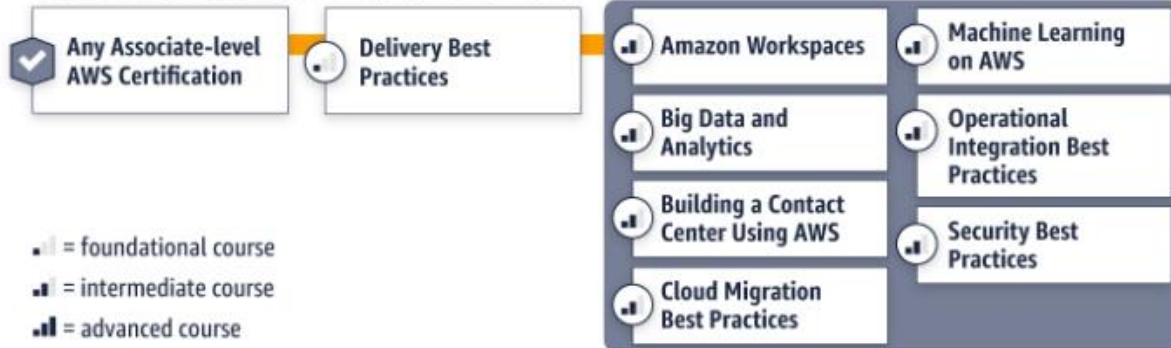 Any Associate-level
AWS Certification
Delivery Best
Practices
Amazon Workspaces
Big Data and
Analytics
Building a Contact
Center Using AWS
Cloud Migration
Best Practices
Machine Learning
on AWS
Operational
Integration Best
Practices
Security Best
Practices
= foundational course
= intermediate course
= advanced course